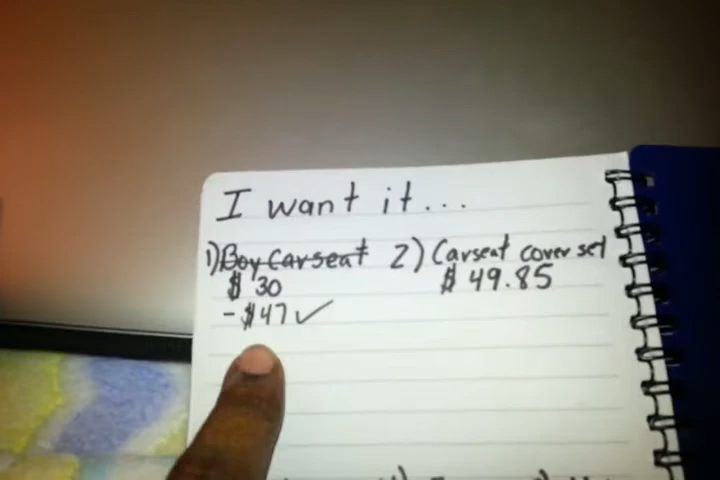 I want it...
1) Boy Carseat 2) Carseat cover set
$ 30 $ 49.85
- $47 ✓